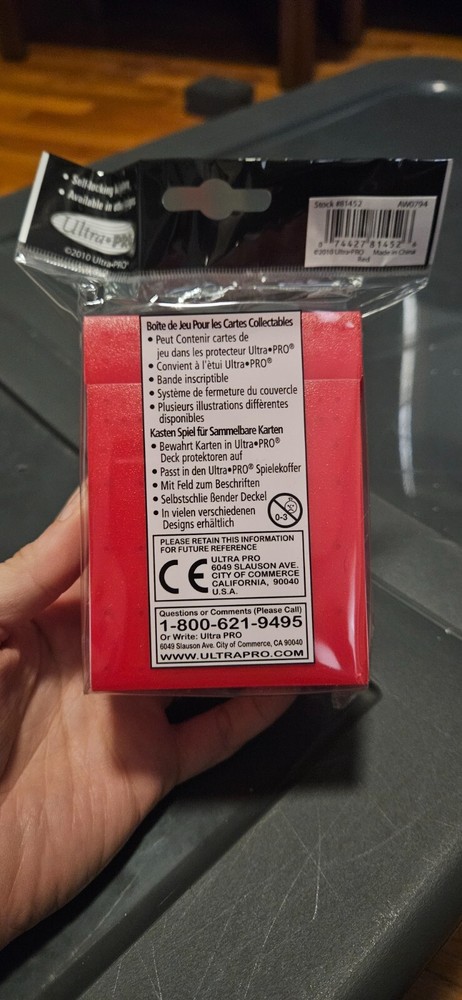 • Self-locking
• Available in
Ultra•PRO
©2010 Ultra•PRO®
Stock #81452 AW0794
0 74427 81452 6
©2010 Ultra•PRO Made in China
Red
Boite de Jeu Pour les Cartes Collectables
• Peut Contenir cartes de
jeu dans les protecteur Ultra•PRO®
• Convient à l'ètui Ultra•PRO®
• Bande inscriptible
• Système de fermeture du couvercle
• Plusieurs illustrations diffèrentes
disponibles
Kasten Spiel für Sammelbare Karten
• Bewahrt Karten in Ultra•PRO®
Deck protektoren auf
• Passt in den Ultra•PRO® Spielekoffer
• Mit Feld zum Beschriften
• Selbstschlie Bender Deckel
• In vielen verschiedenen
Designs erhältlich
0-3
PLEASE RETAIN THIS INFORMATION
FOR FUTURE REFERENCE
CE
ULTRA PRO
6049 SLAUSON AVE.
CITY OF COMMERCE
CALIFORNIA, 90040
U.S.A.
Questions or Comments (Please Call)
1-800-621-9495
Or Write: Ultra PRO
6049 Slauson Ave. City of Commerce, CA 90040
WWW.ULTRAPRO.COM